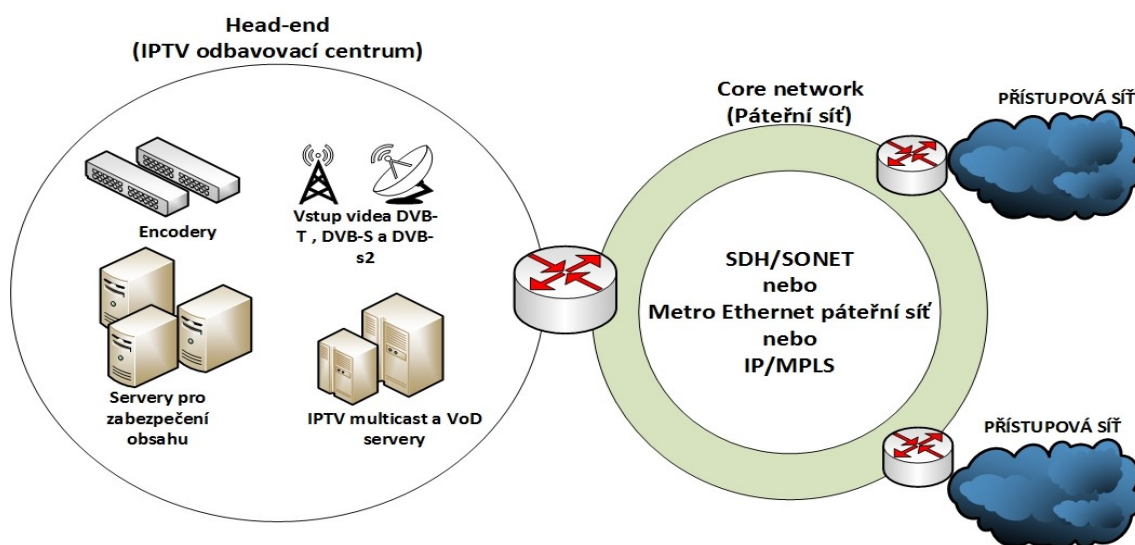 Head-end
(IPTV odbavovací centrum)
Encodery
Vstup videa DVB-
T , DVB-S a DVB-
s2
Servery pro
zabezpečení
obsahu
IPTV multicast a VoD
servery
Core network
(Páteřní síť)
SDH/SONET
nebo
Metro Ethernet páteřní síť
nebo
IP/MPLS
PŘÍSTUPOVÁ SÍŤ
PŘÍSTUPOVÁ SÍŤ